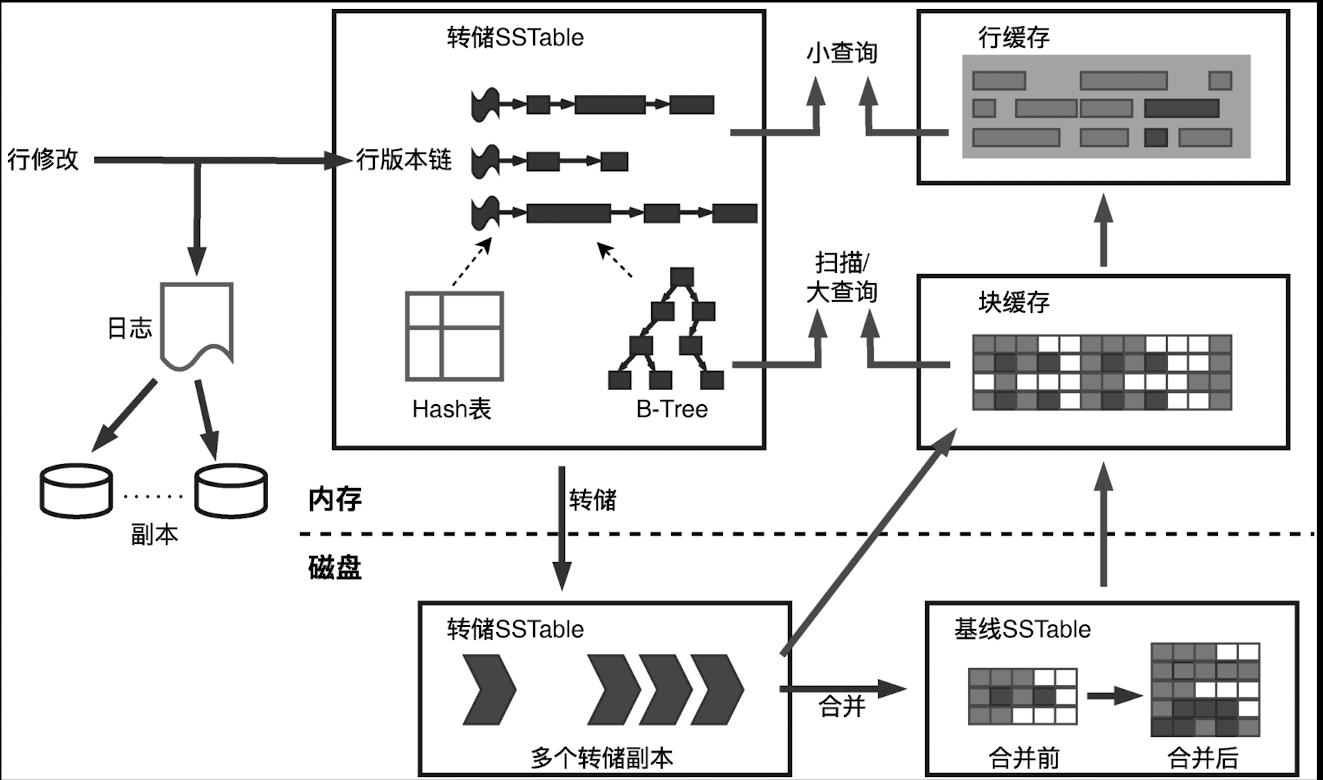 转储SSTable
小查询
行缓存
行修改
行版本链
扫描/
大查询
块缓存
日志
Hash表
B-Tree
内存
转储
副本
磁盘
转储SSTable
基线SSTable
合并
多个转储副本
合并前
合并后